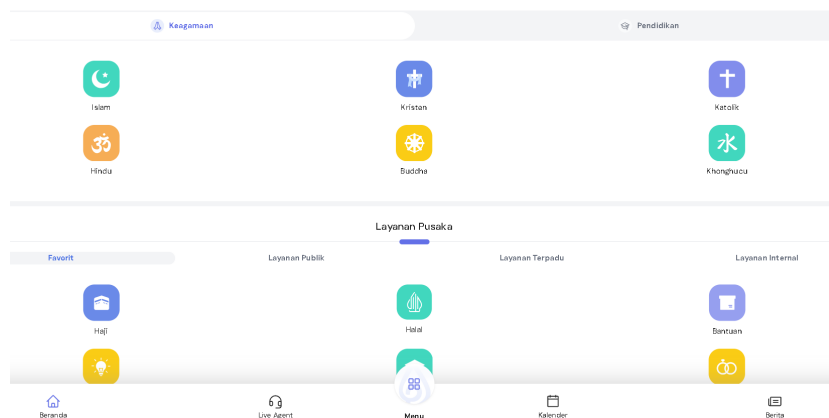 Keagamaan
Pendidikan
Islam
Kristen
Katolik
Hindu
Buddha
Khonghucu
Layanan Pusaka
Favorit
Layanan Publik
Layanan Terpadu
Layanan Internal
Haji
Halal
Bantuan
Beranda
Live Agent
Menu
Kalender
Berita